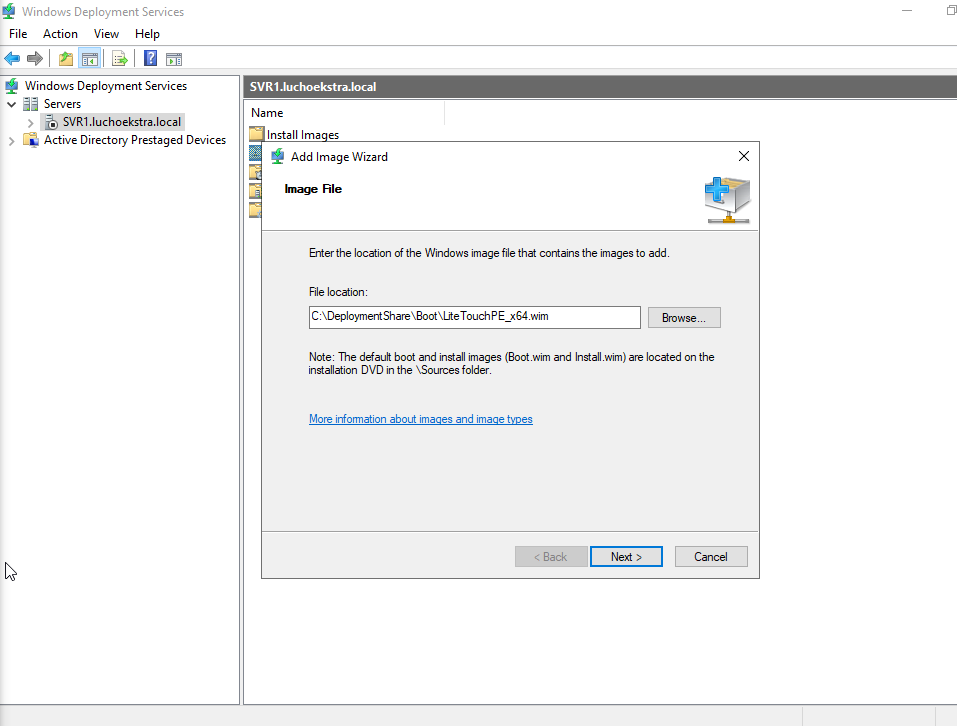 Windows Deployment Services
File Action View Help
Windows Deployment Services
Servers
SVR1.luchoekstra.local
Active Directory Prestaged Devices
SVR1.luchoekstra.local
Name
Install Images
Add Image Wizard
Image File
Enter the location of the Windows image file that contains the images to add.
File location:
C:\DeploymentShare\Boot\LiteTouchPE_x64.wim
Browse...
Note: The default boot and install images (Boot.wim and Install.wim) are located on the
installation DVD in the \Sources folder.
More information about images and image types
< Back Next > Cancel